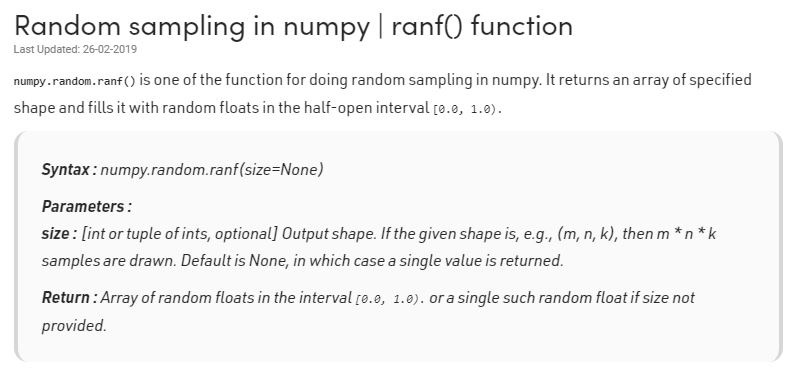 Random sampling in numpy | ranf() function
Last Updated: 26-02-2019
numpy.random.ranf() is one of the function for doing random sampling in numpy. It returns an array of specified
shape and fills it with random floats in the half-open interval [0.0, 1.0).
Syntax : numpy.random.ranf(size=None)
Parameters :
size : [int or tuple of ints, optional] Output shape. If the given shape is, e.g., (m, n, k), then m * n * k
samples are drawn. Default is None, in which case a single value is returned.
Return : Array of random floats in the interval [0.0, 1.0). or a single such random float if size not
provided.